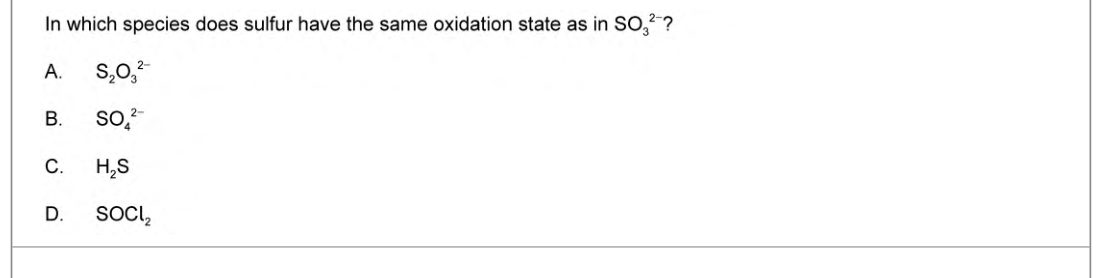 In which species does sulfur have the same oxidation state as in SO₃²⁻?
A. S₂O₃²⁻
B. SO₄²⁻
C. H₂S
D. SOCl₂